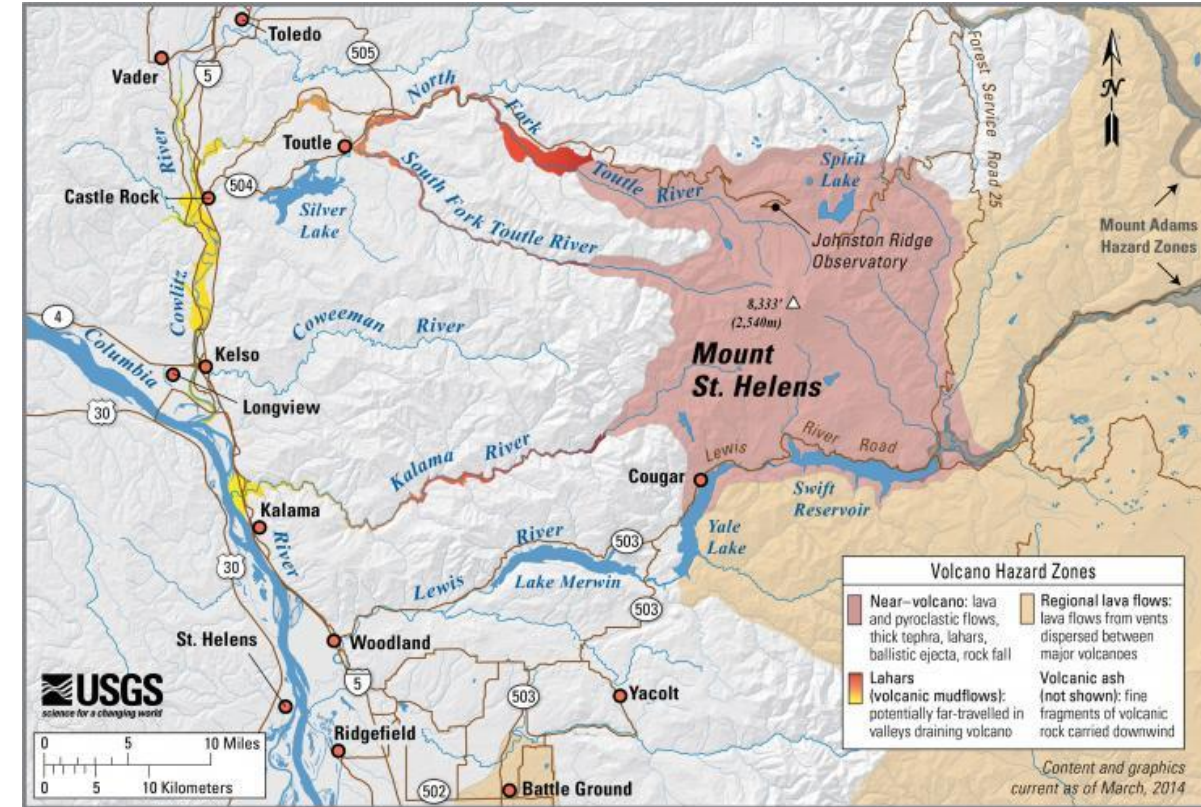 Toledo
Vader
5
505
North
Fork
Toutle River
Forest Service Road 25
N
River
Toutle
Castle Rock
504
Silver
Lake
South Fork Toutle River
Spirit
Lake
Johnston Ridge
Observatory
Mount Adams
Hazard Zones
8,333'
(2,540m)
4
Cowlitz
Coweeman River
Columbia
Kelso
Longview
30
Mount
St. Helens
Kalama River
Lewis River Road
Cougar
Swift
Reservoir
Yale
Lake
Kalama
River
30
503
Lewis River
Lake Merwin
503
St. Helens
Woodland
5
503
Yacolt
Ridgefield
502
Battle Ground
USGS
science for a changing world
0 5 10 Miles
0 5 10 Kilometers
Volcano Hazard Zones
Near–volcano: lava
and pyroclastic flows,
thick tephra, lahars,
ballistic ejecta, rock fall
Lahars
(volcanic mudflows):
potentially far-travelled in
valleys draining volcano
Regional lava flows:
lava flows from vents
dispersed between
major volcanoes
Volcanic ash
(not shown): fine
fragments of volcanic
rock carried downwind
Content and graphics
current as of March, 2014